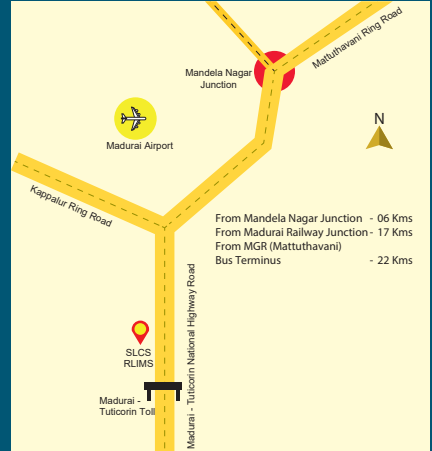 Mattuthavani Ring Road
Mandela Nagar
Junction
Madurai Airport
N
Kappalur Ring Road
From Mandela Nagar Junction - 06 Kms
From Madurai Railway Junction - 17 Kms
From MGR (Mattuthavani)
Bus Terminus - 22 Kms
Madurai - Tuticorin National Highway Road
SLCS
RLIMS
Madurai -
Tuticorin Toll